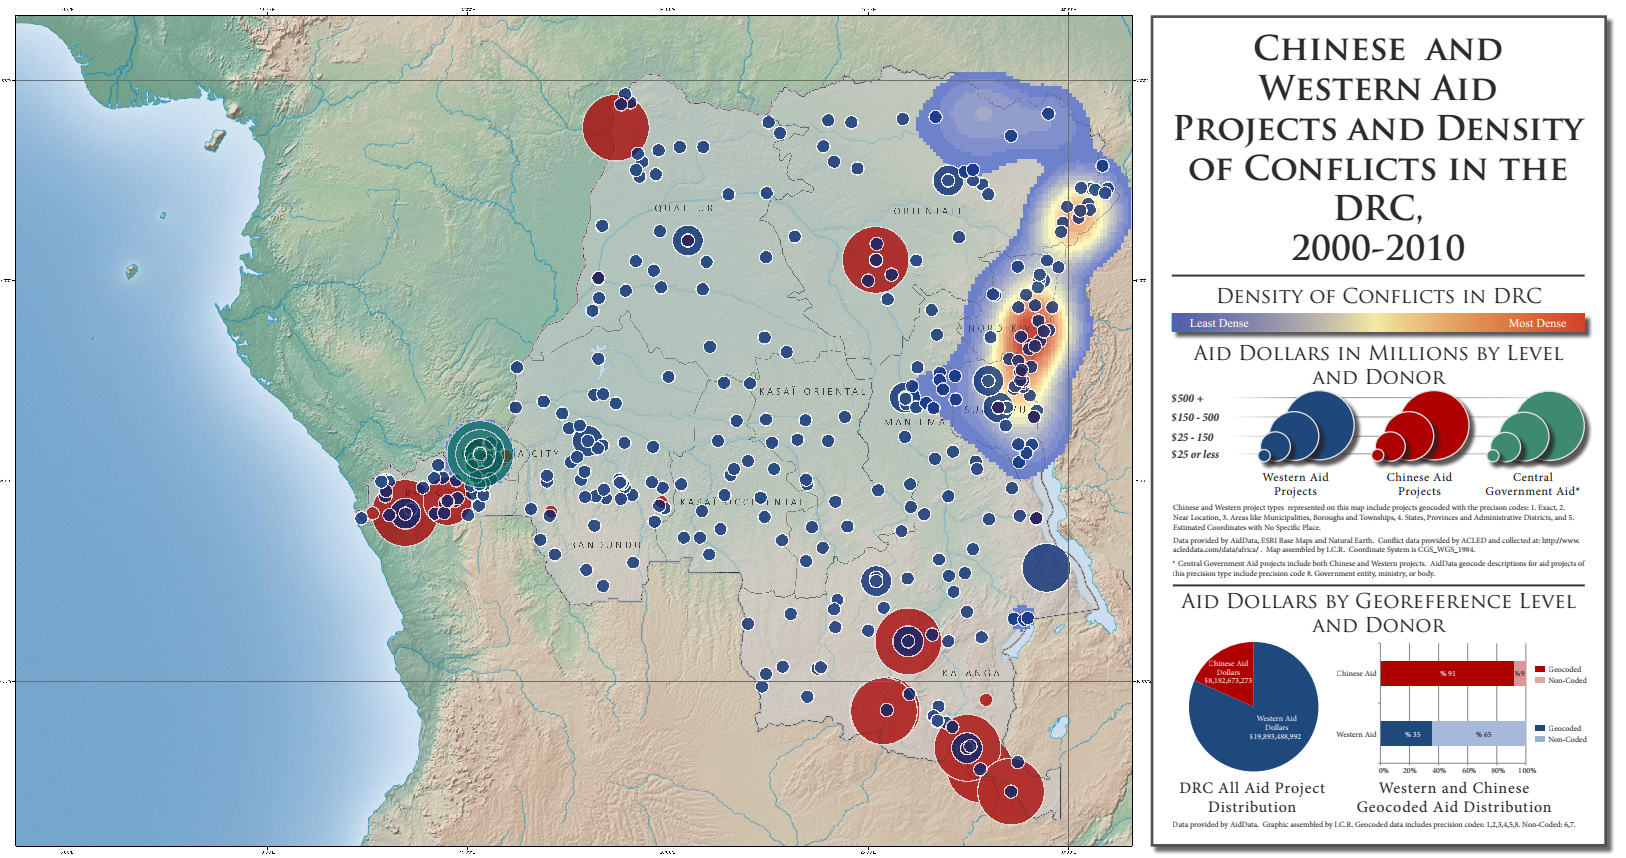 CHINESE AND
WESTERN AID
PROJECTS AND DENSITY
OF CONFLICTS IN THE
DRC,
2000-2010
DENSITY OF CONFLICTS IN DRC
Least Dense
Most Dense
AID DOLLARS IN MILLIONS BY LEVEL
AND DONOR
$500 +
$150 - 500
$25 - 150
$25 or less
Western Aid
Projects
Chinese Aid
Projects
Central
Government Aid*
Chinese and Western project types represented on this map include projects geocoded with the precison codes: 1. Exact, 2.
Near Location, 3. Areas like Municipalities, Boroughs and Townships, 4. States, Provinces and Administrative Districts, and 5.
Estimated Coordinates with No Specific Place.
Data provided by AidData, ESRI Base Maps and Natural Earth. Conflict data provided by ACLED and collected at: http://www.
acleddata.com/data/africa/ . Map assembled by I.C.R. Coordinate System is CGS_WGS_1984.
* Central Government Aid projects include both Chinese and Western projects. AidData geocode descriptions for aid projects of
this precision type include precision code 8. Government entity, ministry, or body.
AID DOLLARS BY GEOREFERENCE LEVEL
AND DONOR
Chinese Aid
Dollars
$8,182,673,273
Western Aid
Dollars
$19,893,488,992
DRC All Aid Project
Distribution
Chinese Aid
% 91
%9
Geocoded
Non-Coded
Western Aid
% 35
% 65
Geocoded
Non-Coded
0% 20% 40% 60% 80% 100%
Western and Chinese
Geocoded Aid Distribution
Data provided by AidData. Graphic assembled by I.C.R. Geocoded data includes precision codes: 1,2,3,4,5,8. Non-Coded: 6,7.
ORIENTALE
KASAÏ ORIENTAL
MANIEMA
CITY
KASAÏ OCCIDENTAL
BANDUNDU
KATANGA